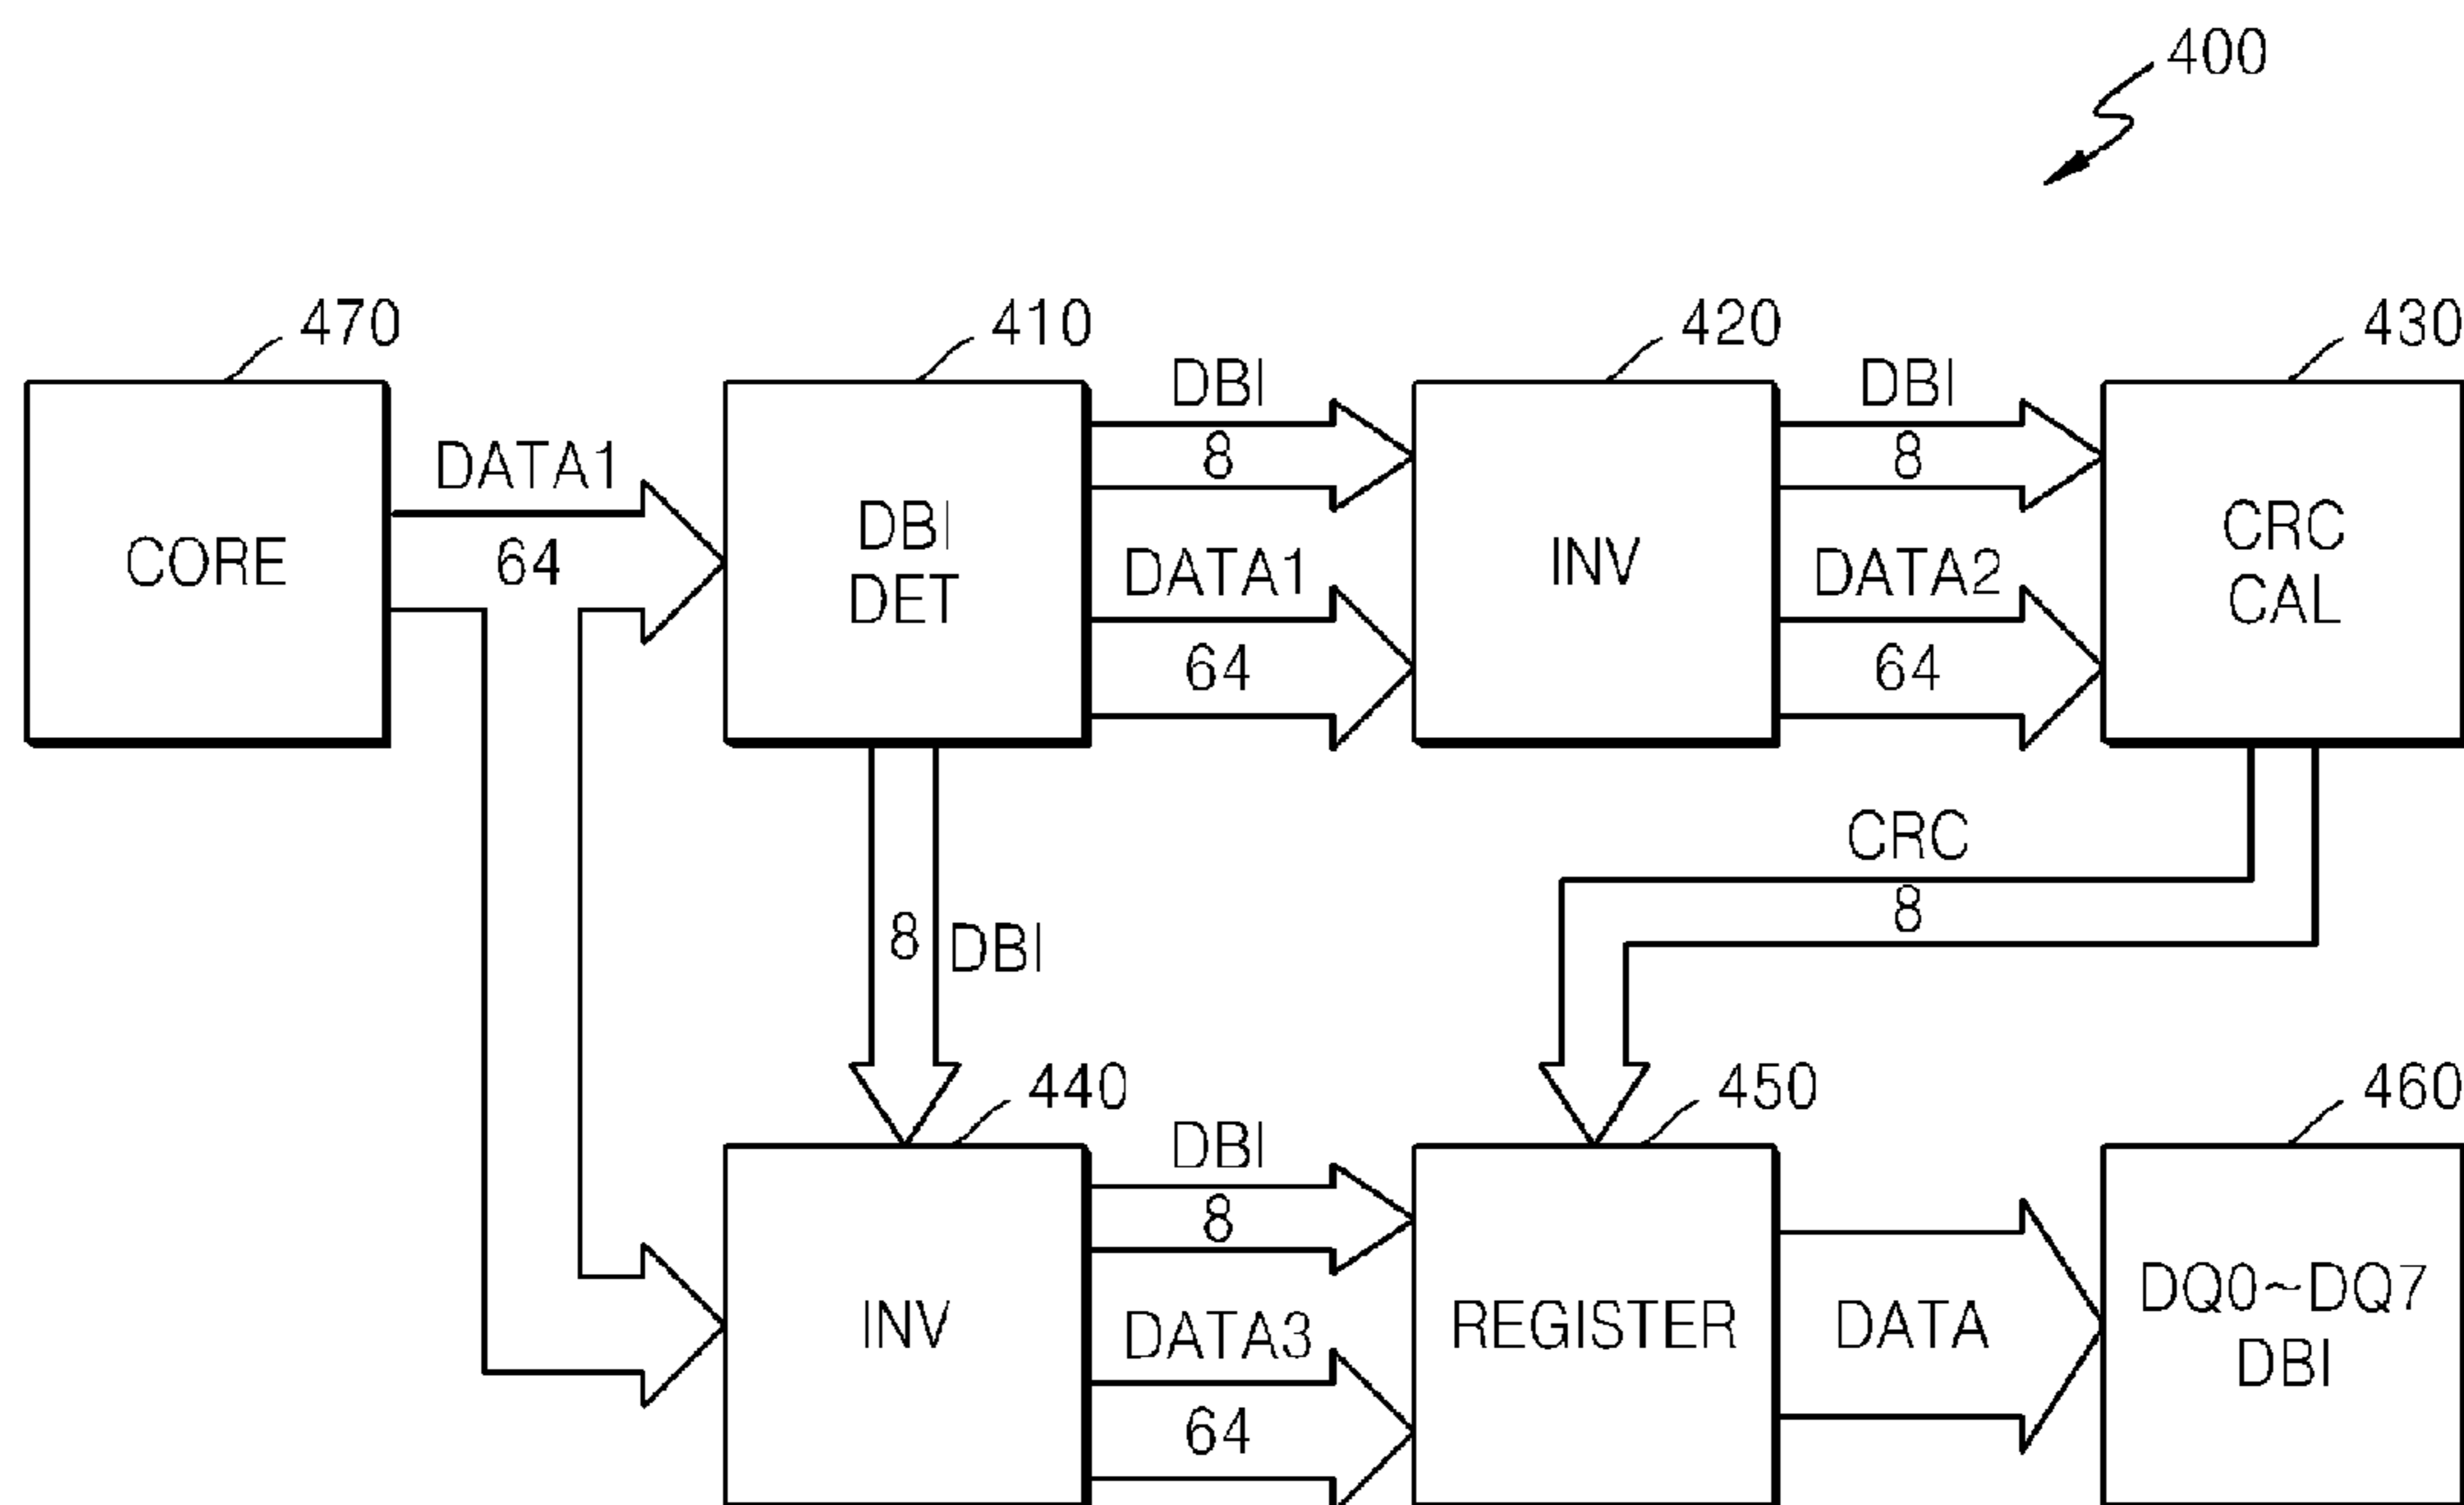 400
470
410
420
430
CORE
DATA1
64
DBI
DET
DBI
8
DATA1
64
INV
DBI
8
DATA2
64
CRC
CAL
8
DBI
CRC
8
440
450
460
INV
DBI
8
DATA3
64
REGISTER
DATA
DQ0~DQ7
DBI